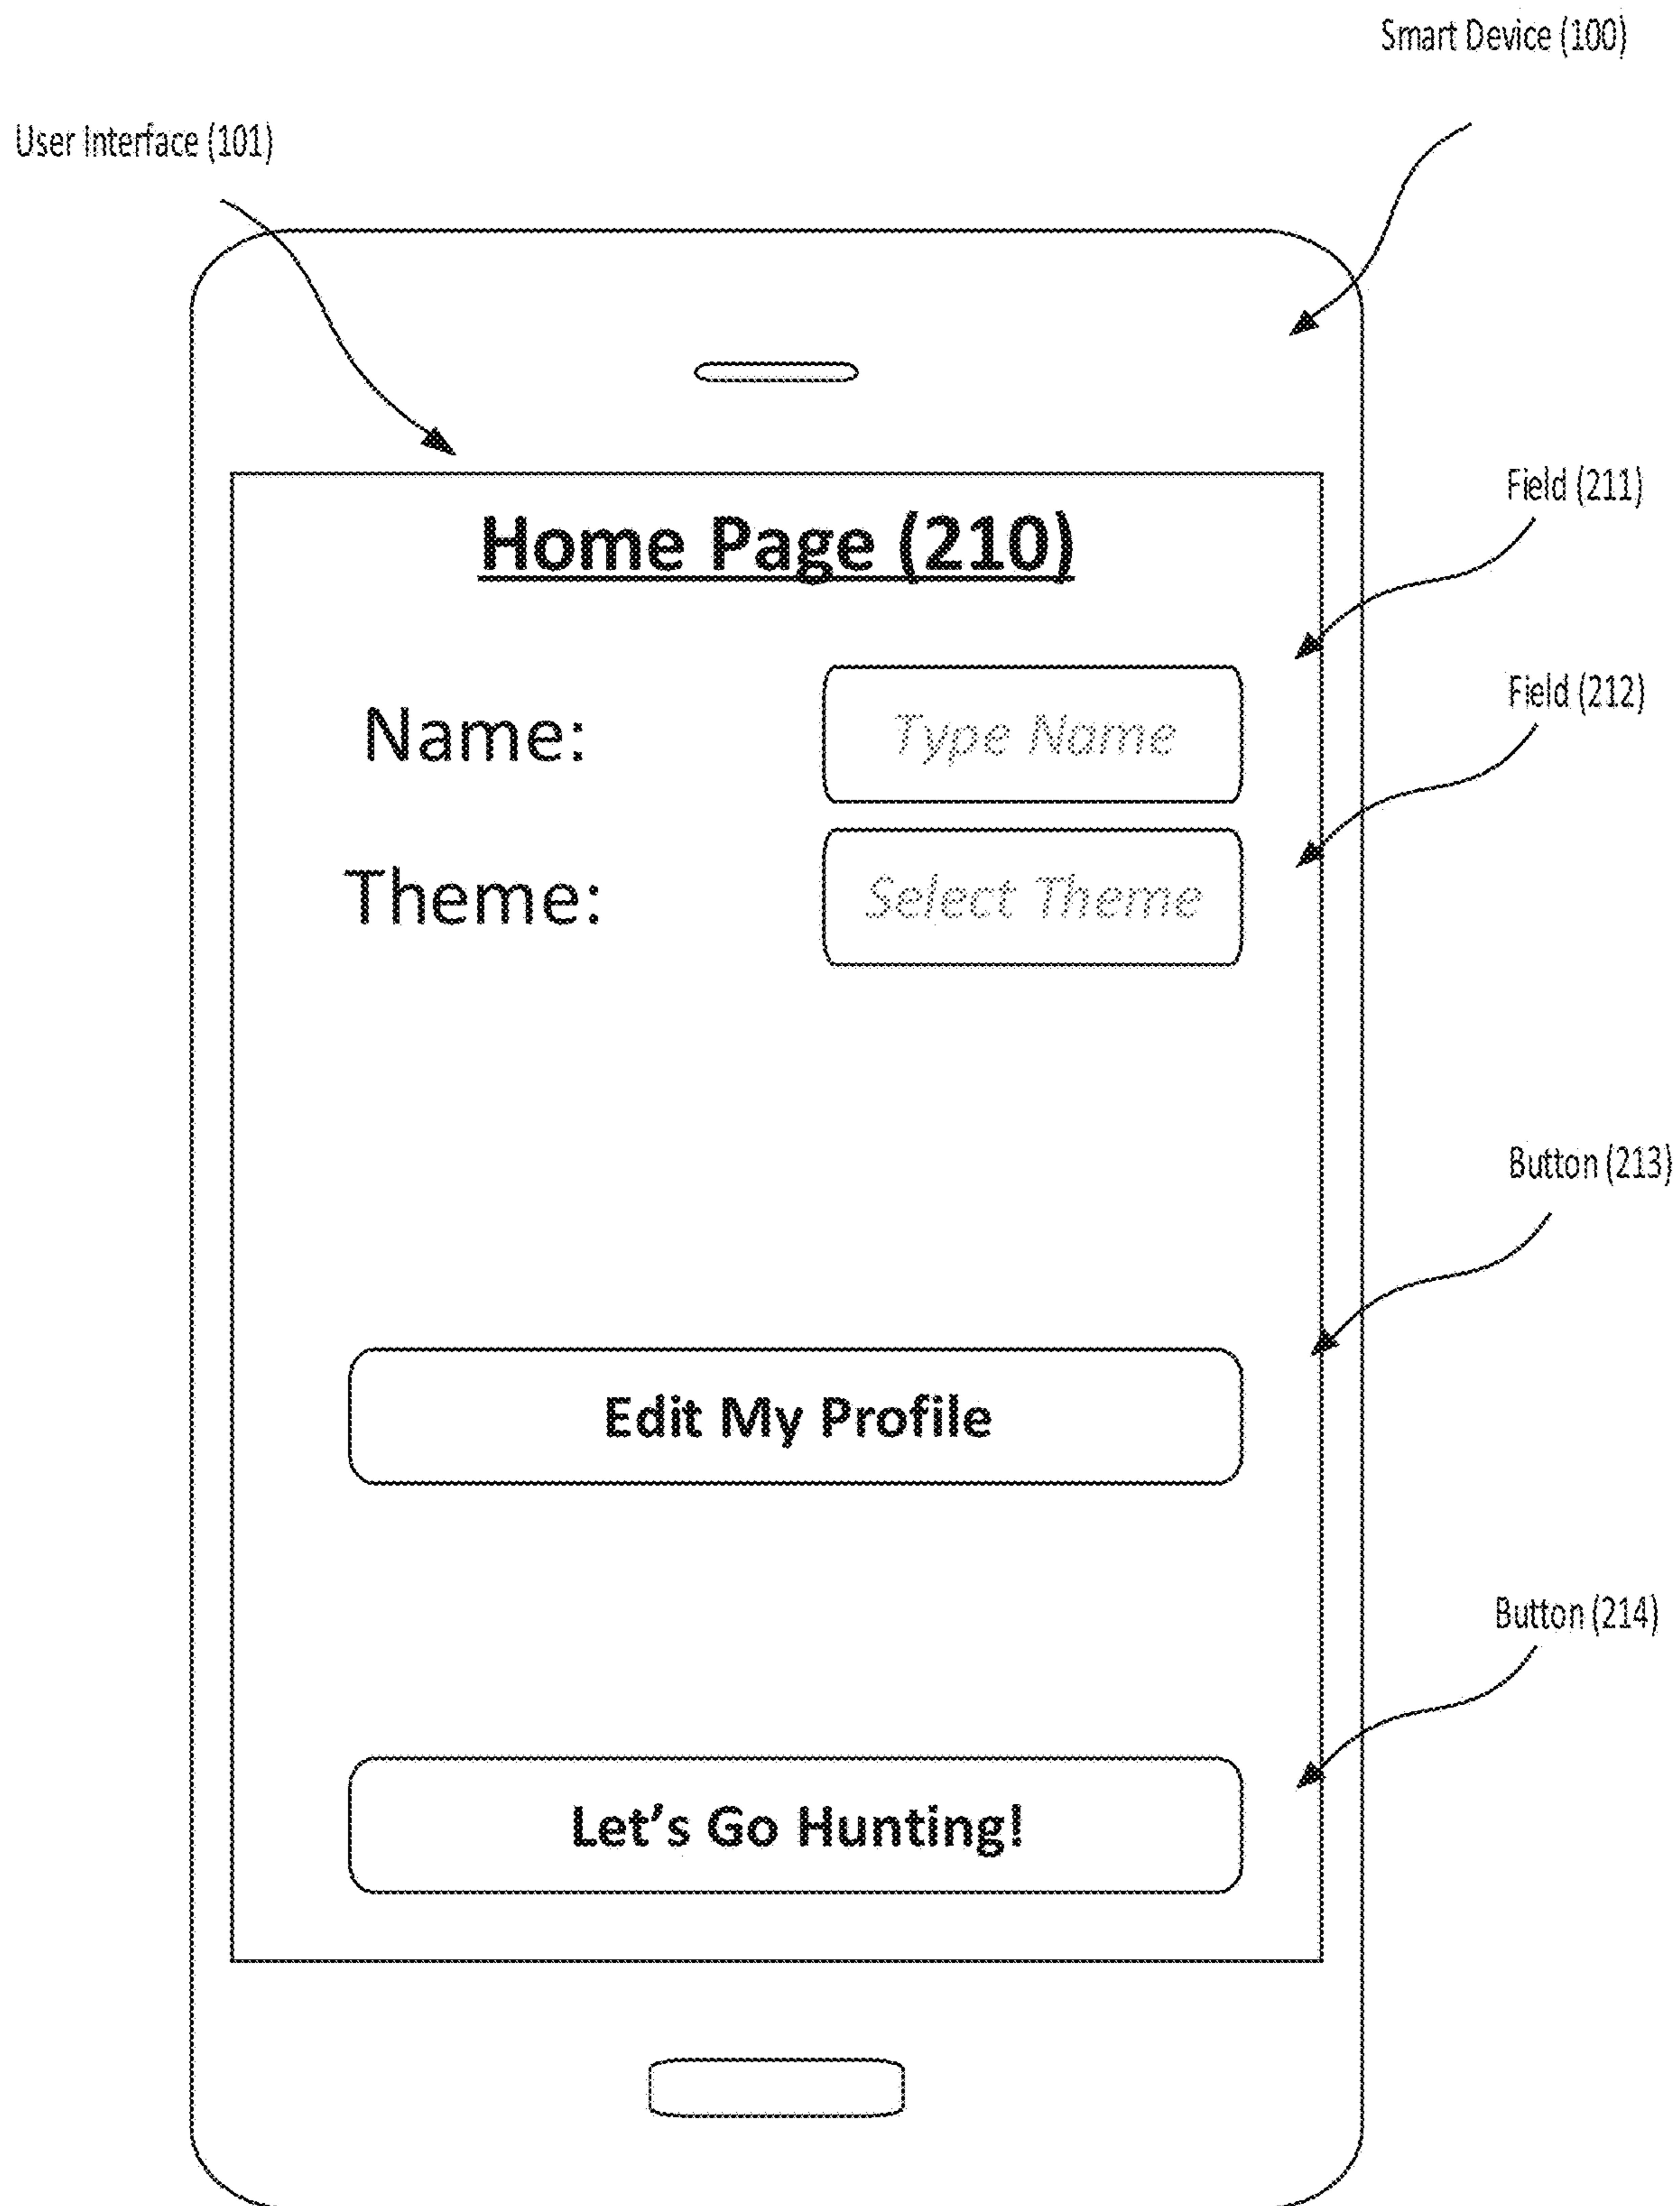 Smart Device (100)
User Interface (101)
Home Page (210)
Field (211)
Name:
Type Name
Field (212)
Theme:
Select Theme
Button (213)
Edit My Profile
Button (214)
Let's Go Hunting!